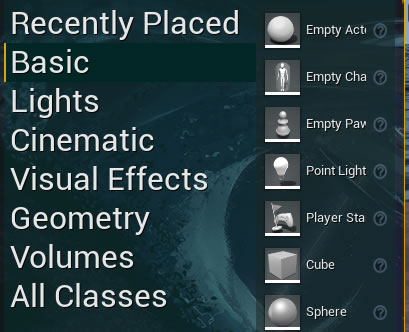 Recently Placed
Basic
Lights
Cinematic
Visual Effects
Geometry
Volumes
All Classes
Empty Act
Empty Cha
Empty Paw
Point Light
Player Sta
Cube
Sphere